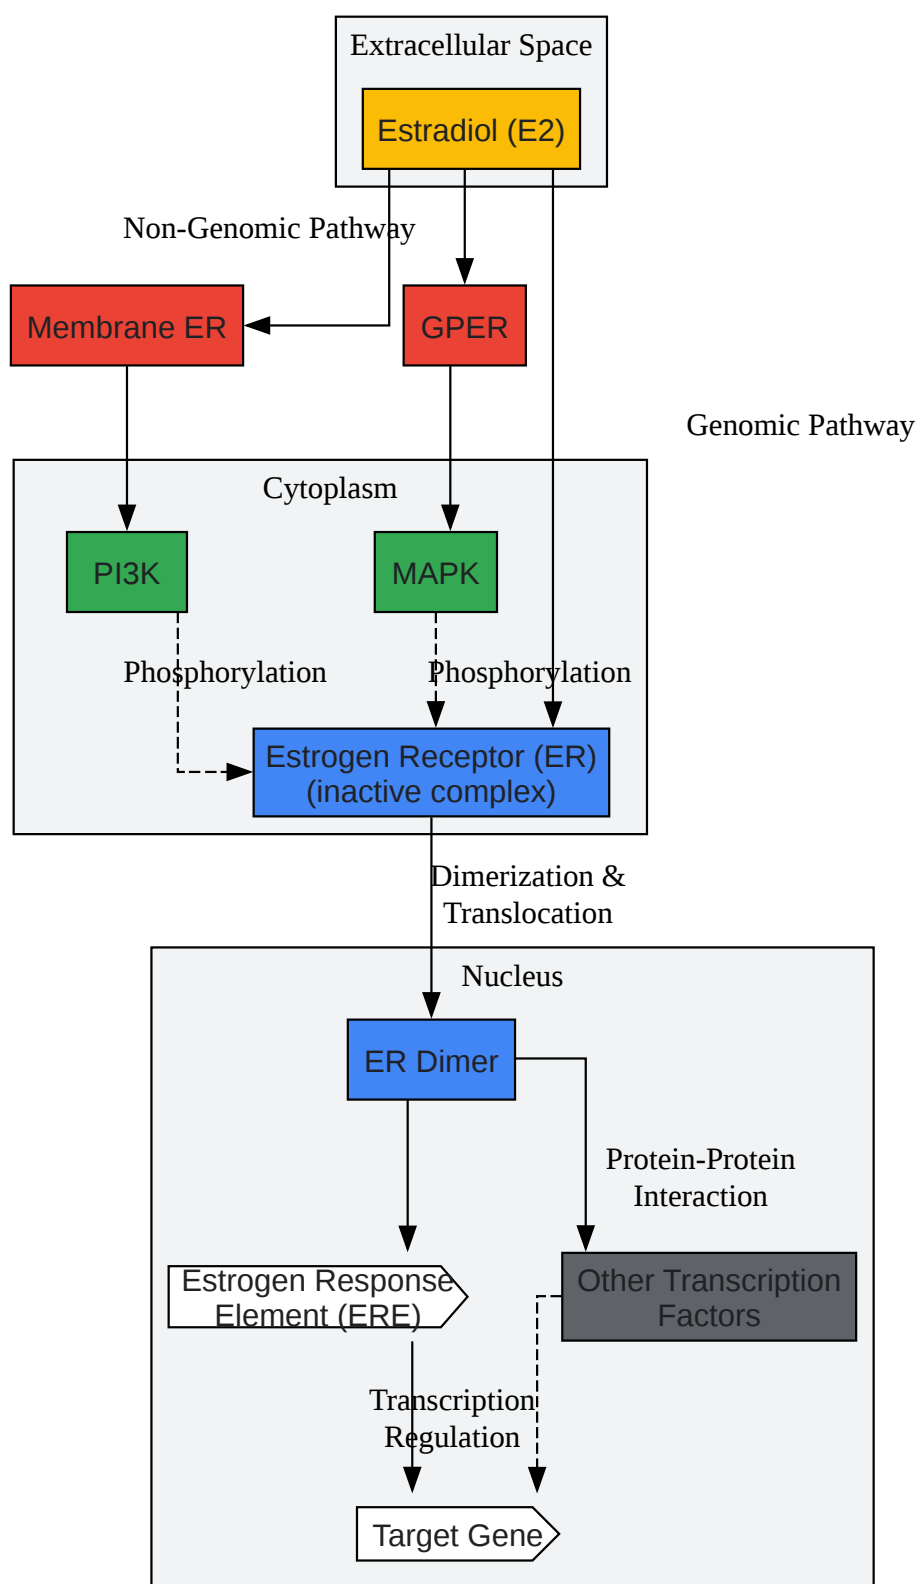 Extracellular Space
Estradiol (E2)
Non-Genomic Pathway
Membrane ER
GPER
Genomic Pathway
Cytoplasm
PI3K
MAPK
Phosphorylation
Phosphorylation
Estrogen Receptor (ER)
(inactive complex)
Dimerization &
Translocation
Nucleus
ER Dimer
Protein-Protein
Interaction
Estrogen Response
Element (ERE)
Other Transcription
Factors
Transcription
Regulation
Target Gene